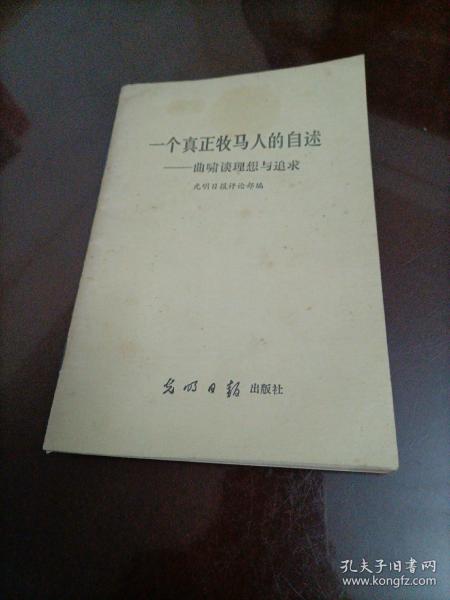 一个真正牧马人的自述
——曲啸谈理想与追求
光明日报评论部编
光明日报 出版社
孔夫子旧书网
www.kongfz.com